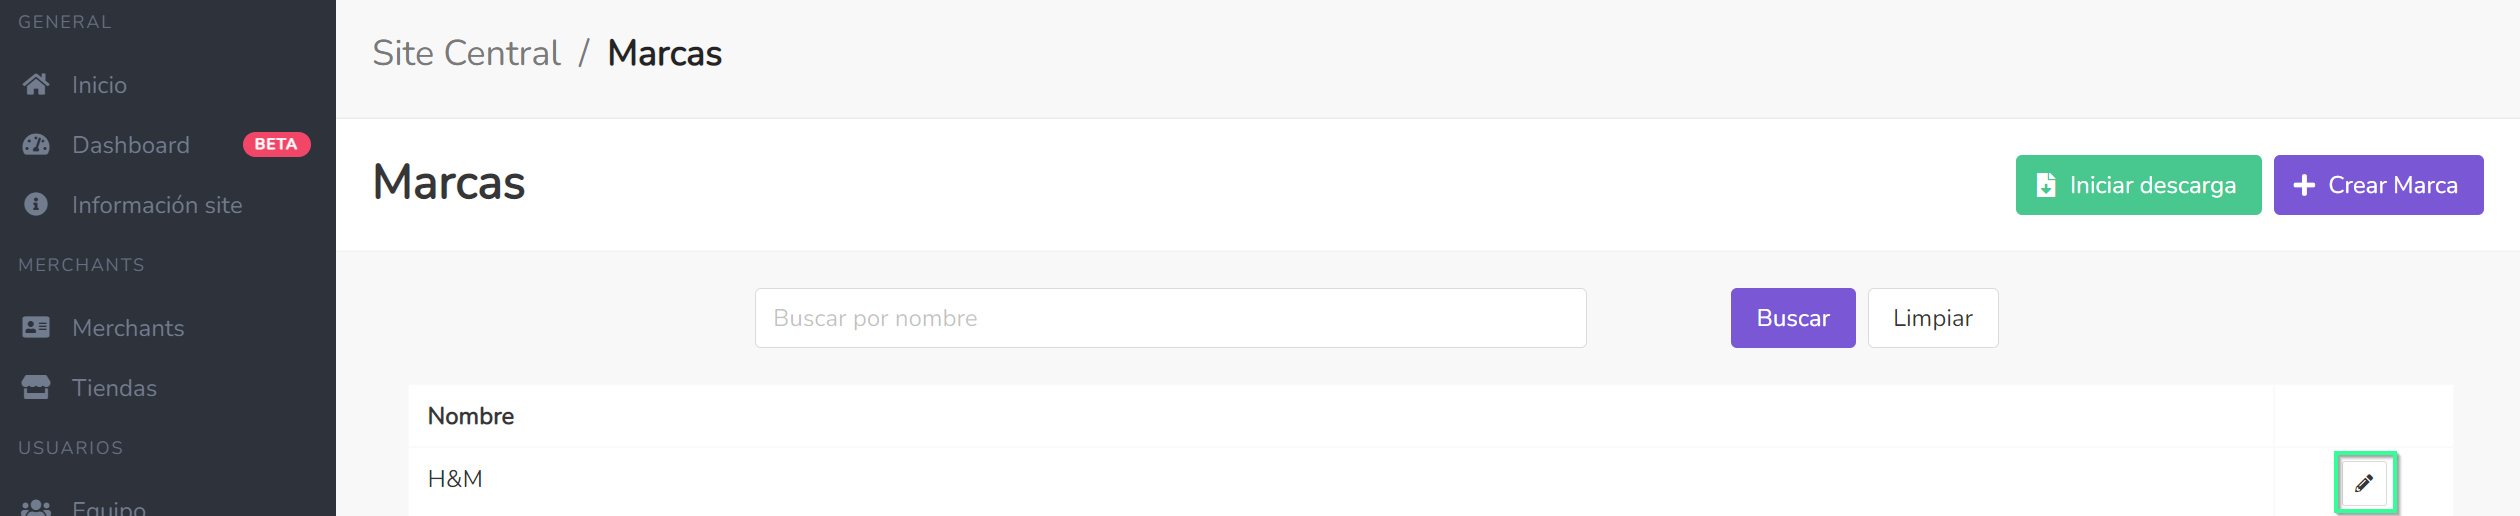 GENERAL
Inicio
Dashboard BETA
Información site
MERCHANTS
Merchants
Tiendas
USUARIOS
Equipo
Site Central / Marcas
Marcas
Iniciar descarga
Crear Marca
Buscar por nombre
Buscar
Limpiar
Nombre
H&M